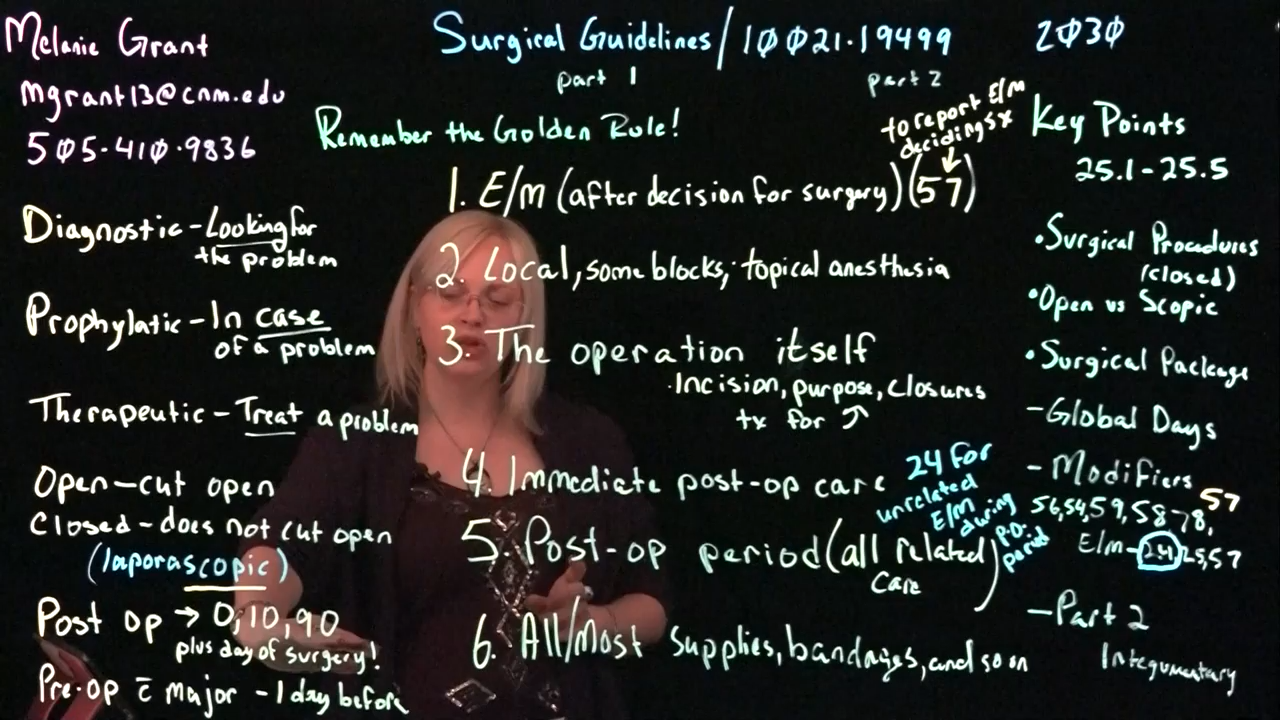 Melanie Grant
mgrant13@cnm.edu
505-410-9836
Surgical Guidelines/10021-19499
part 1
part 2
2030
Remember the Golden Rule!
to report E/M
deciding sx
Key Points
25.1-25.5
Diagnostic - Looking for
the problem
Prophylatic - In case
of a problem
Therapeutic - Treat a problem
Open - cut open
Closed - does not cut open
(laporascopic)
Post op → 0,10,90
plus day of surgery!
Pre-op c̄ major - 1 day before
1. E/M (after decision for surgery) (57)
2. Local, some blocks, topical anesthesia
3. The operation itself
Incision, purpose, closures
tx for
4. Immediate post-op care
24 for
unrelated
E/M during
P.O.
period
5. Post-op period (all related
care)
6. All/Most supplies, bandages, and so on
•Surgical Procedures
(closed)
•Open vs Scopic
•Surgical Package
-Global Days
-Modifiers
56,54,59,58,78, 57
E/M-24,25,57
-Part 2
Integumentary